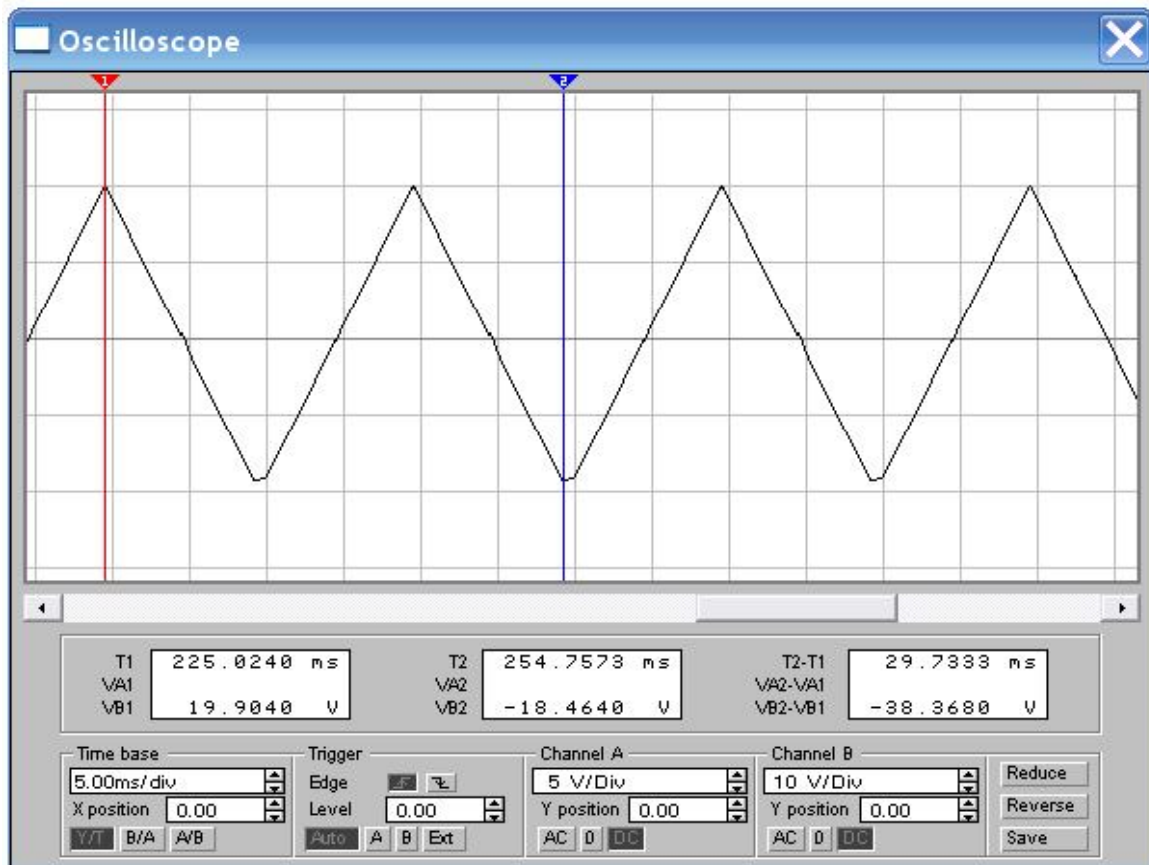 Oscilloscope
1 2
T1 225.0240 ms T2 254.7573 ms T2-T1 29.7333 ms
VA1 VA2 VA2-VA1
VB1 19.9040 V VB2 -18.4640 V VB2-VB1 -38.3680 V
Time base Trigger Channel A Channel B
5.00ms/div Edge 5 V/Div 10 V/Div Reduce
X position 0.00 Level 0.00 Y position 0.00 Y position 0.00 Reverse
Y/T B/A A/B Auto A B Ext AC 0 DC AC 0 DC Save